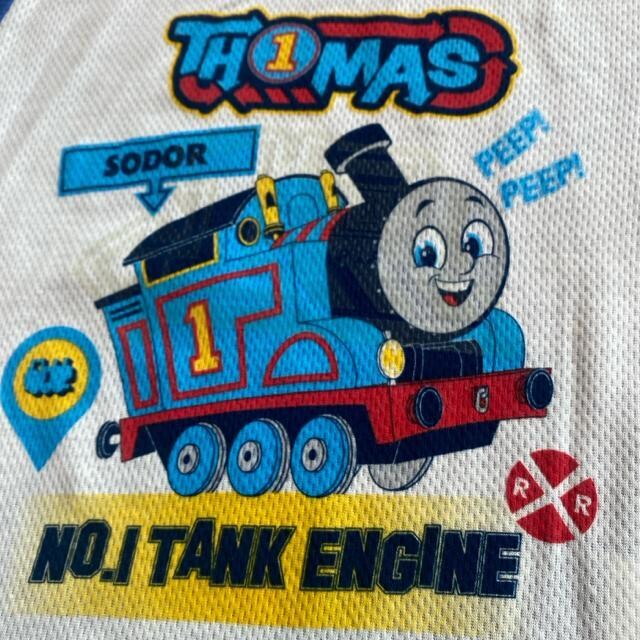 TH1MAS
SODOR
PEEP!
PEEP!
1
R R
NO.1 TANK ENGINE